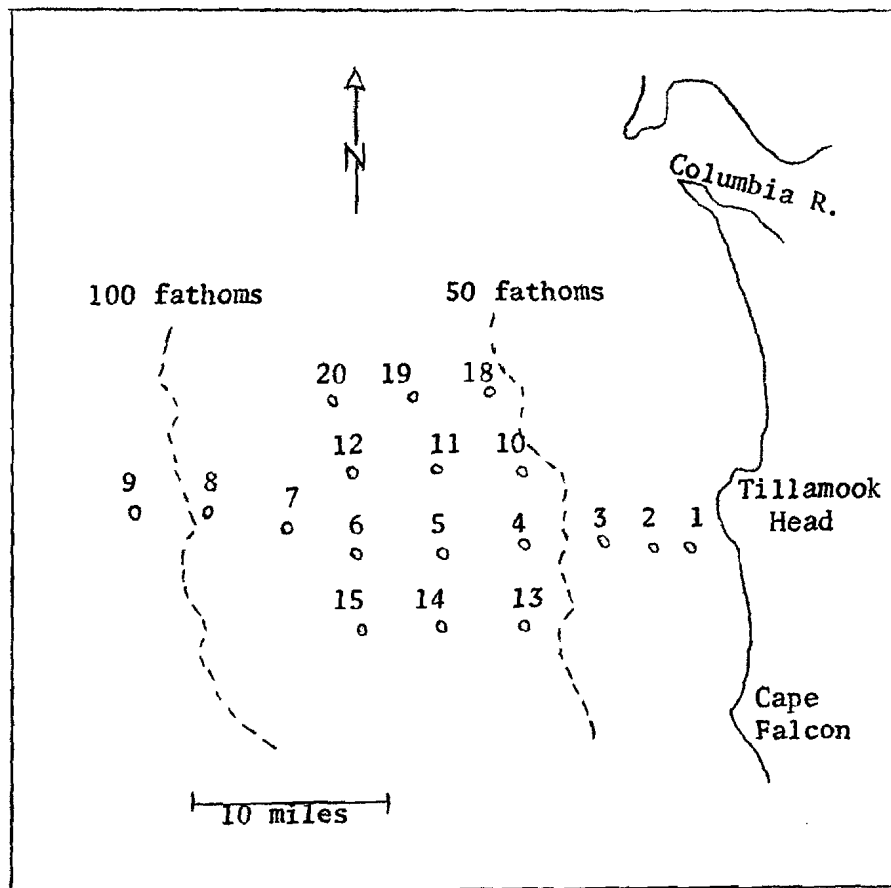 N
Columbia R.
100 fathoms
50 fathoms
20 19 18
12 11 10
9 8 7
Tillamook
Head
6 5 4 3 2 1
15 14 13
Cape
Falcon
10 miles